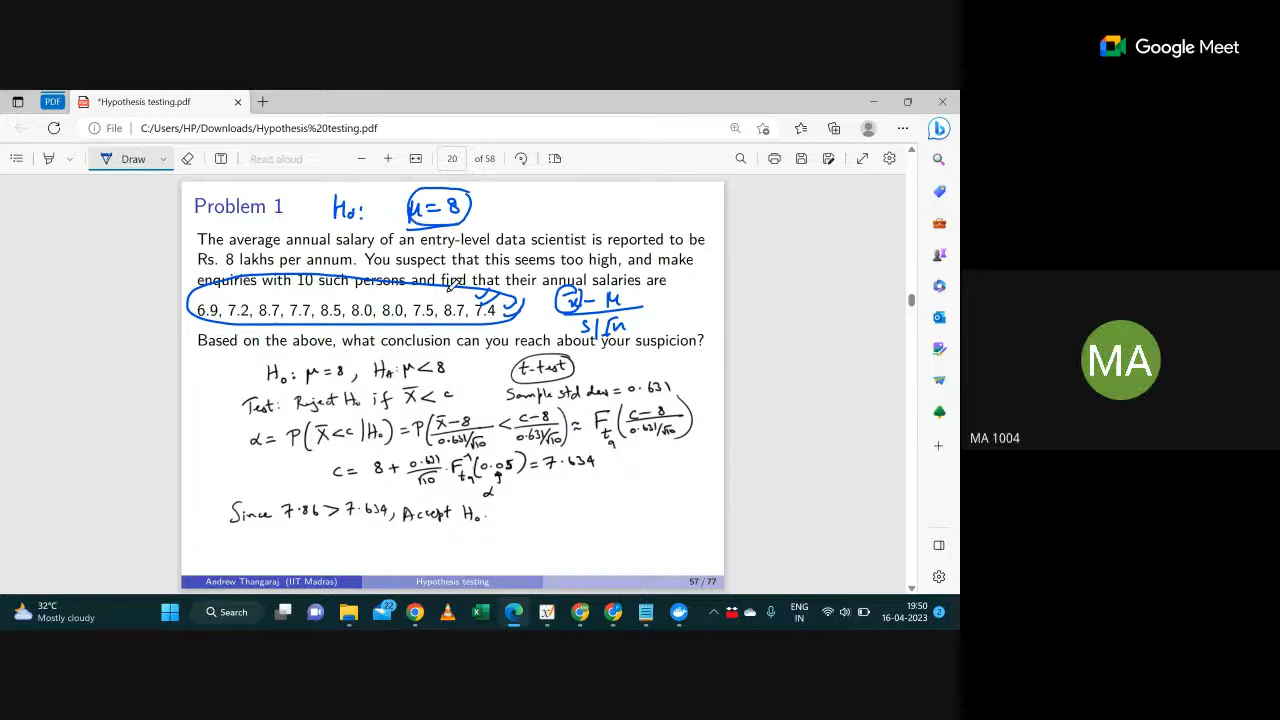 Google Meet
PDF
*Hypothesis testing.pdf
File
C:/Users/HP/Downloads/Hypothesis%20testing.pdf
Draw
Read aloud
20
of 58
Problem 1
H₀: μ = 8
The average annual salary of an entry-level data scientist is reported to be
Rs. 8 lakhs per annum. You suspect that this seems too high, and make
enquiries with 10 such persons and find that their annual salaries are
6.9, 7.2, 8.7, 7.7, 8.5, 8.0, 8.0, 7.5, 8.7, 7.4
x̄ - μ
s/√n
Based on the above, what conclusion can you reach about your suspicion?
H₀: μ=8, H_A: μ<8
t-test
Test: Reject H₀ if X̄ < c
Sample std dev = 0.631
α = P(X̄<c|H₀) = P((X̄-8)/(0.631/√10) < (c-8)/(0.631/√10)) ≈ F_t₉((c-8)/(0.631/√10))
c = 8 + 0.631/√10 · F⁻¹_t₉(0.05) = 7.634
α
Since 7.86 > 7.634, Accept H₀.
Andrew Thangaraj (IIT Madras)
Hypothesis testing
57 / 77
MA
MA 1004
32°C
Mostly cloudy
Search
22
ENG
IN
19:50
16-04-2023
2